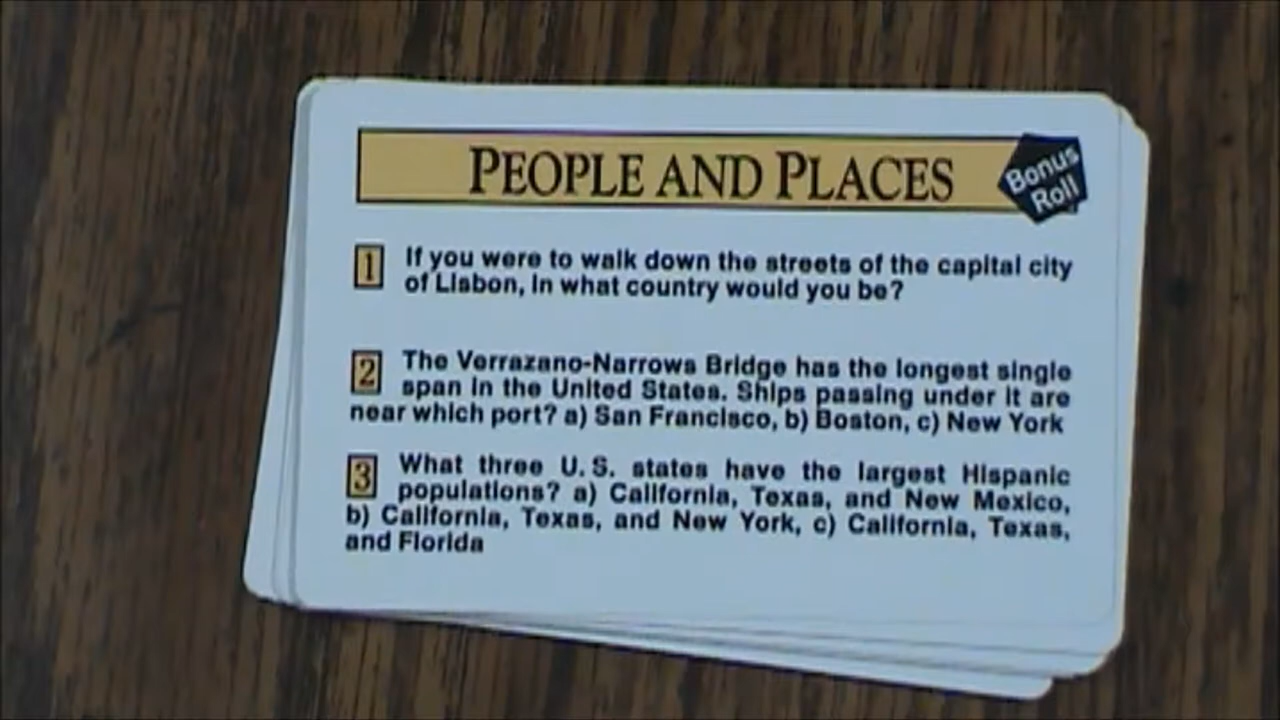 PEOPLE AND PLACES
Bonus
Roll
1 If you were to walk down the streets of the capital city
of Lisbon, in what country would you be?
2 The Verrazano-Narrows Bridge has the longest single
span in the United States. Ships passing under it are
near which port? a) San Francisco, b) Boston, c) New York
3 What three U.S. states have the largest Hispanic
populations? a) California, Texas, and New Mexico,
b) California, Texas, and New York, c) California, Texas,
and Florida